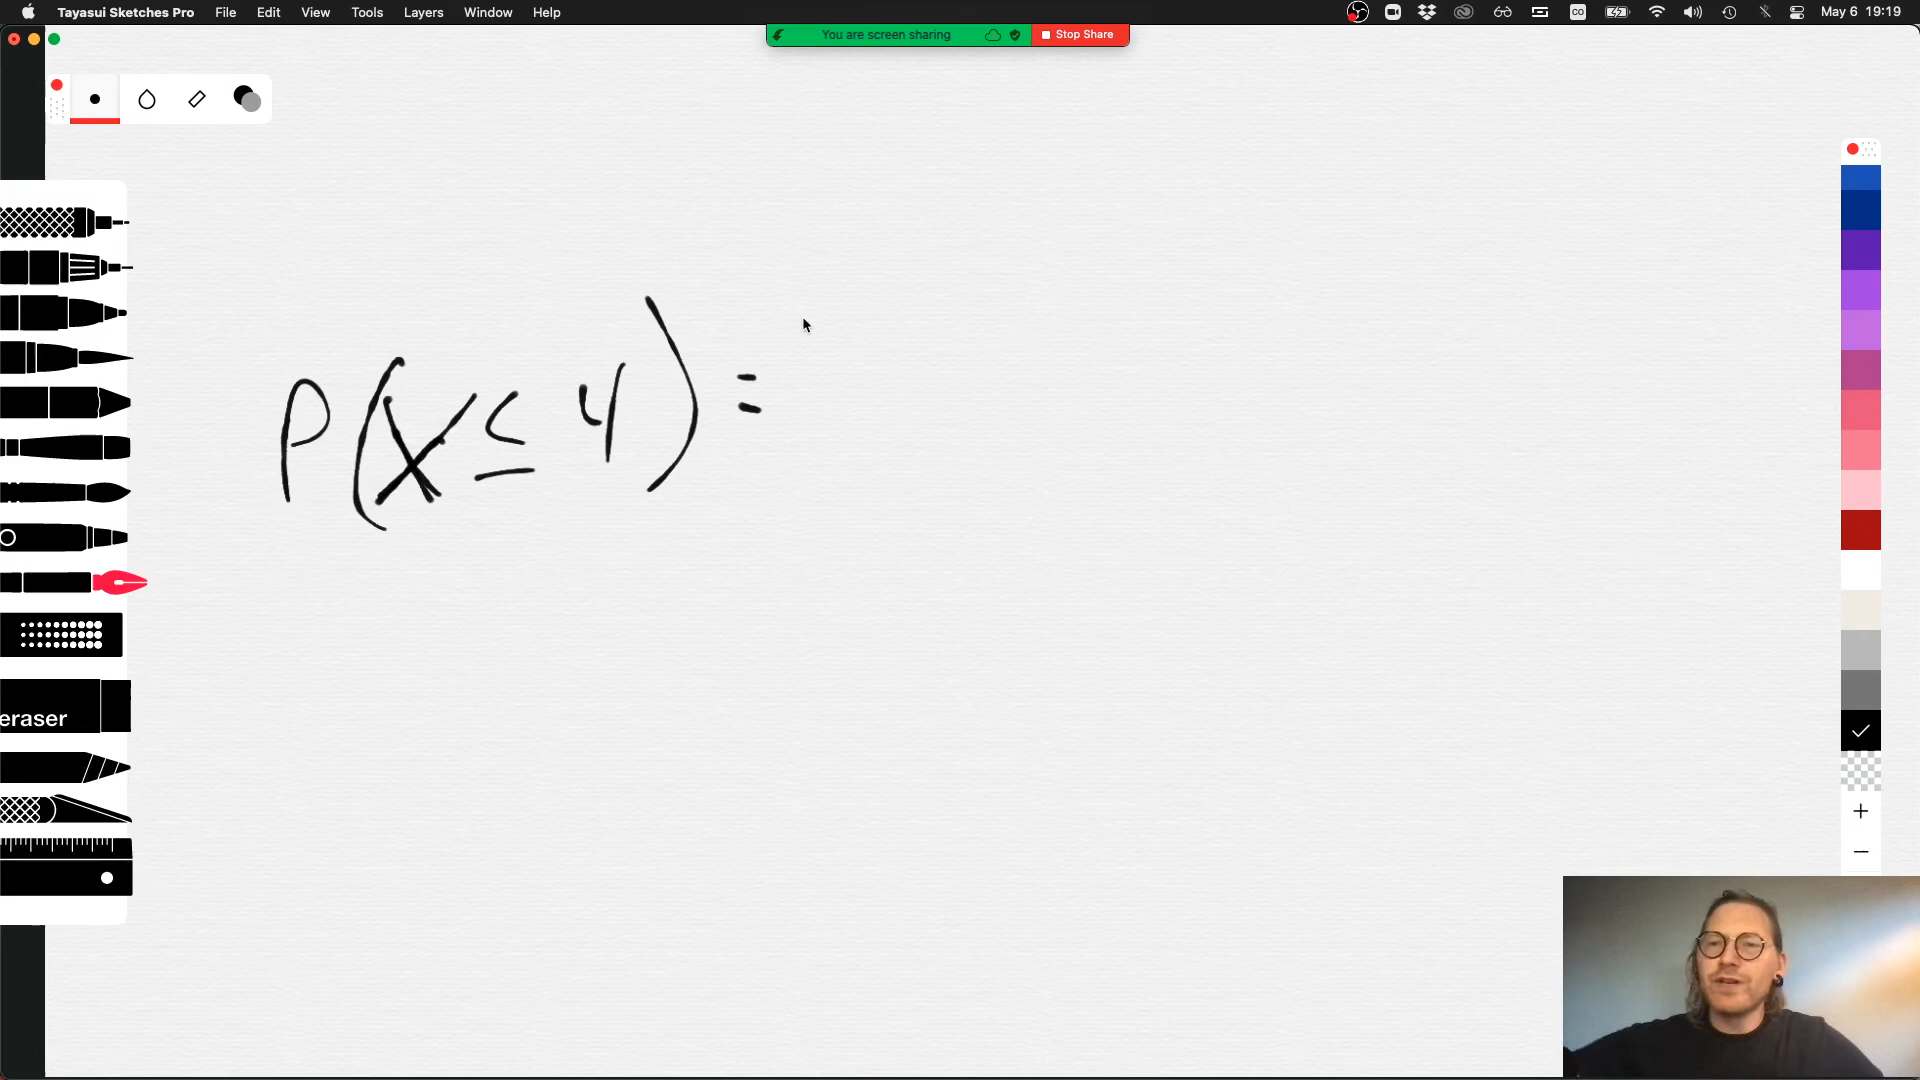 Tayasui Sketches Pro File Edit View Tools Layers Window Help May 6 19:19
You are screen sharing Stop Share
P(X ≤ 4) =
eraser